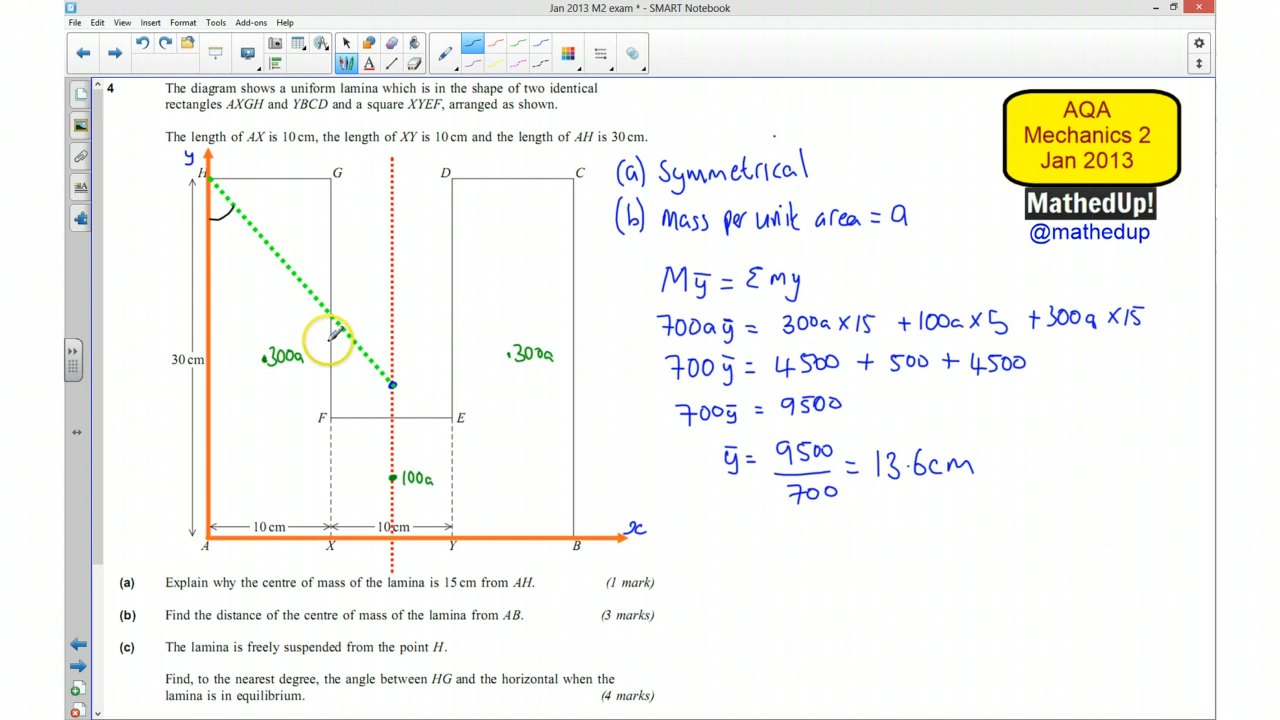 Jan 2013 M2 exam * - SMART Notebook
File Edit View Insert Format Tools Add-ons Help
4 The diagram shows a uniform lamina which is in the shape of two identical
rectangles AXGH and YBCD and a square XYEF, arranged as shown.
The length of AX is 10 cm, the length of XY is 10 cm and the length of AH is 30 cm.
AQA
Mechanics 2
Jan 2013
MathedUp!
@mathedup
y
H G D C
30 cm
.300a .300a
F E
100a
10 cm 10 cm
x
A X Y B
(a) Symmetrical
(b) Mass per unit area = a
Mȳ = Σmy
700aȳ = 300a × 15 + 100a × 5 + 300a × 15
700ȳ = 4500 + 500 + 4500
700ȳ = 9500
ȳ = 9500/700 = 13.6cm
(a) Explain why the centre of mass of the lamina is 15 cm from AH. (1 mark)
(b) Find the distance of the centre of mass of the lamina from AB. (3 marks)
(c) The lamina is freely suspended from the point H.
Find, to the nearest degree, the angle between HG and the horizontal when the
lamina is in equilibrium. (4 marks)